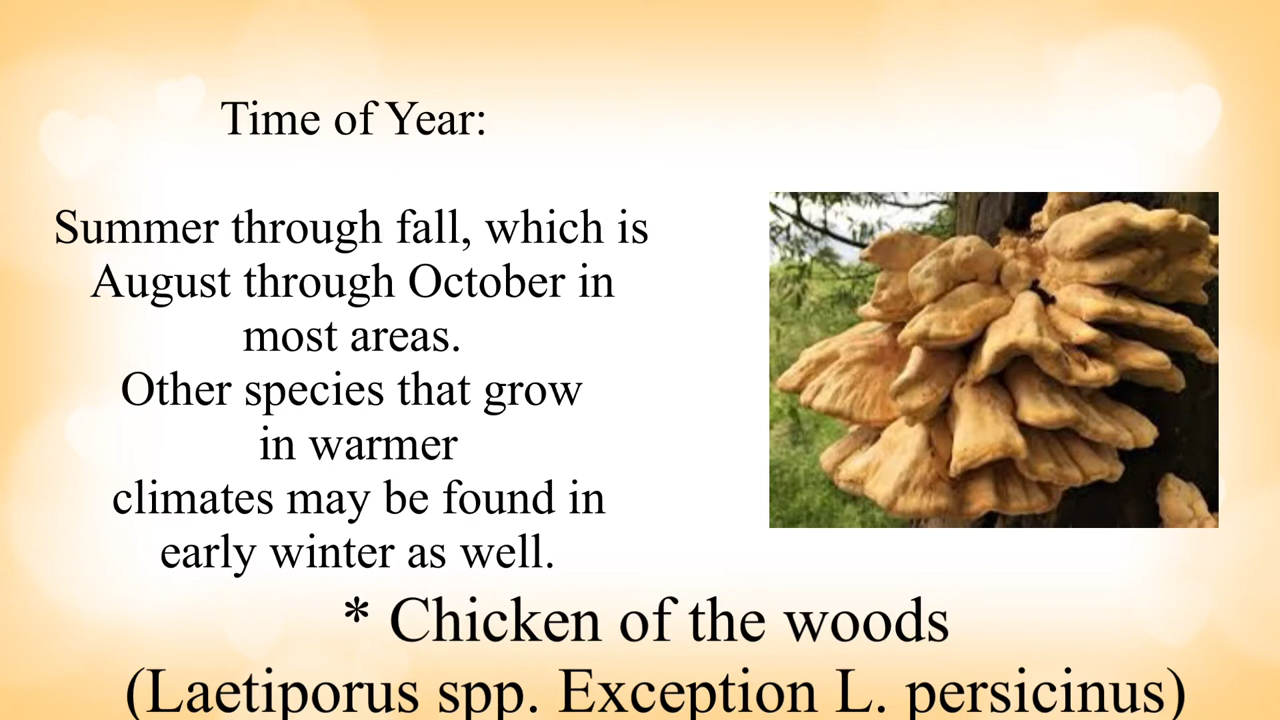 Time of Year:
Summer through fall, which is
August through October in
most areas.
Other species that grow
in warmer
climates may be found in
early winter as well.
* Chicken of the woods
(Laetiporus spp. Exception L. persicinus)